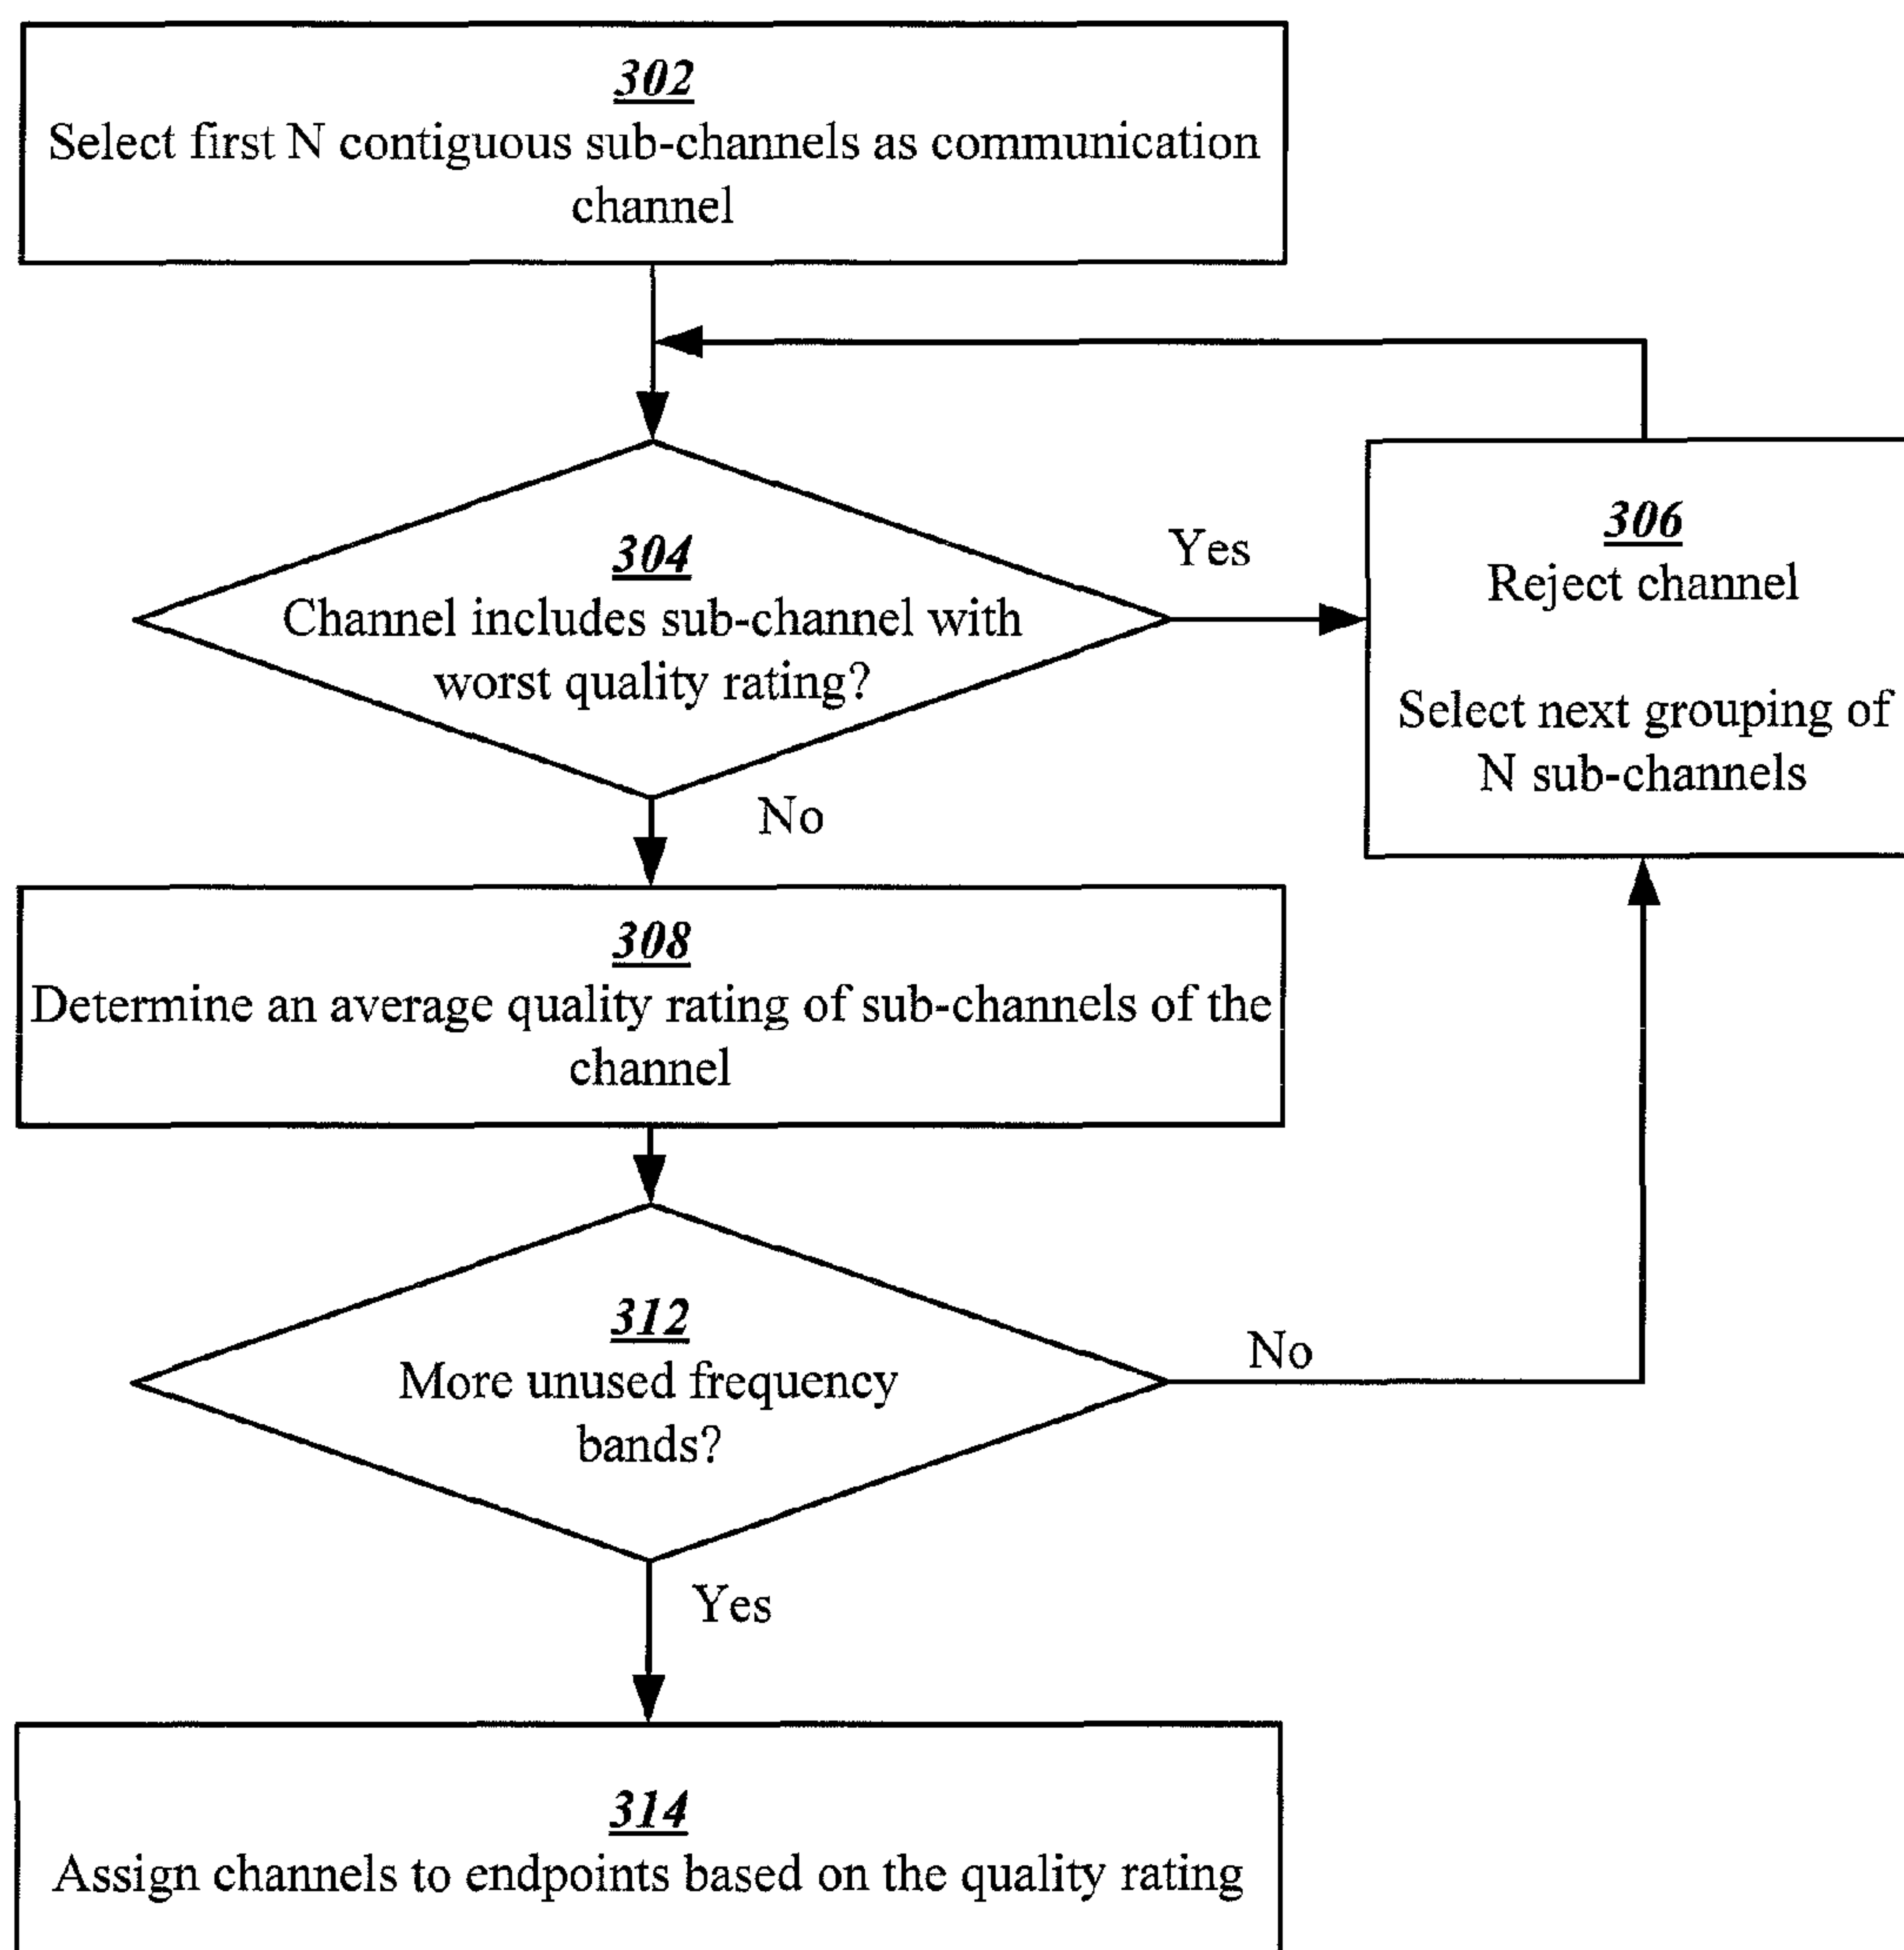 302
Select first N contiguous sub-channels as communication
channel
304
Channel includes sub-channel with
worst quality rating?
Yes
306
Reject channel
Select next grouping of
N sub-channels
No
308
Determine an average quality rating of sub-channels of the
channel
312
More unused frequency
bands?
No
Yes
314
Assign channels to endpoints based on the quality rating